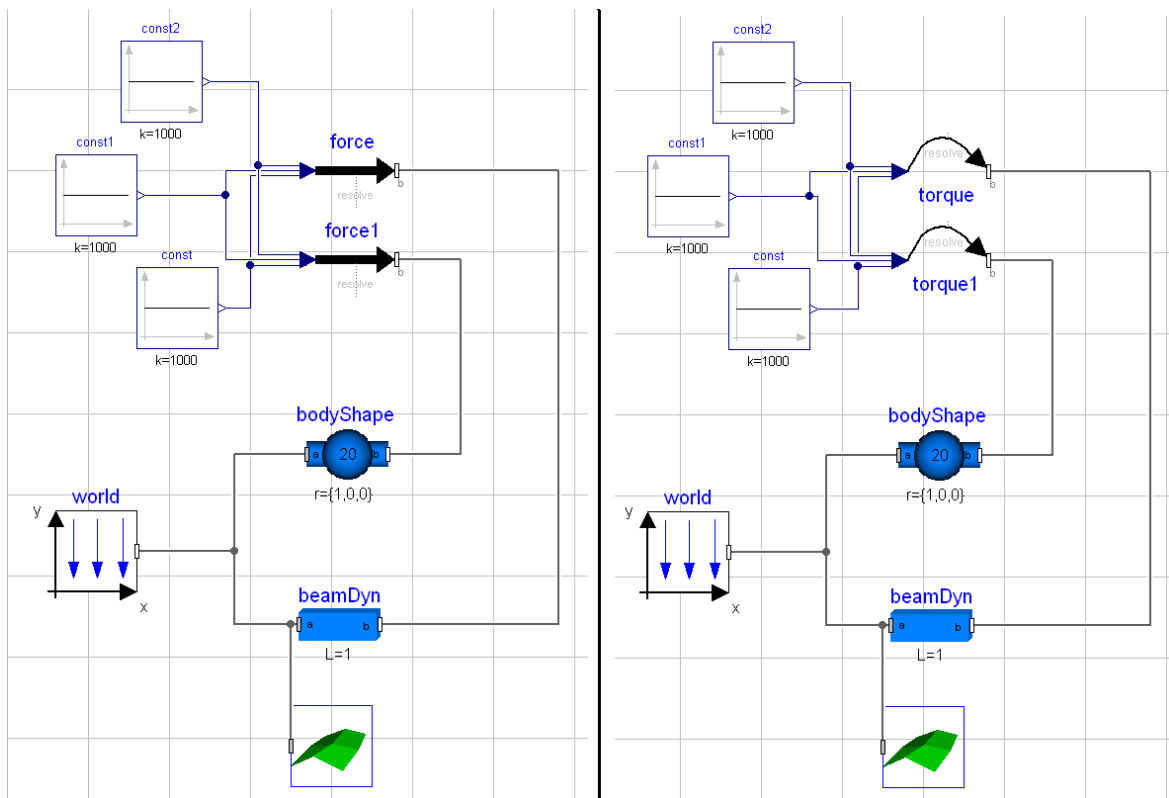 const2
k=1000
const1
k=1000
force
b
resolve
force1
b
resolve
const
k=1000
bodyShape
a 20 b
r={1,0,0}
world
y
x
beamDyn
a b
L=1
const2
k=1000
const1
k=1000
resolve
b
torque
resolve
b
torque1
const
k=1000
bodyShape
a 20 b
r={1,0,0}
world
y
x
beamDyn
a b
L=1